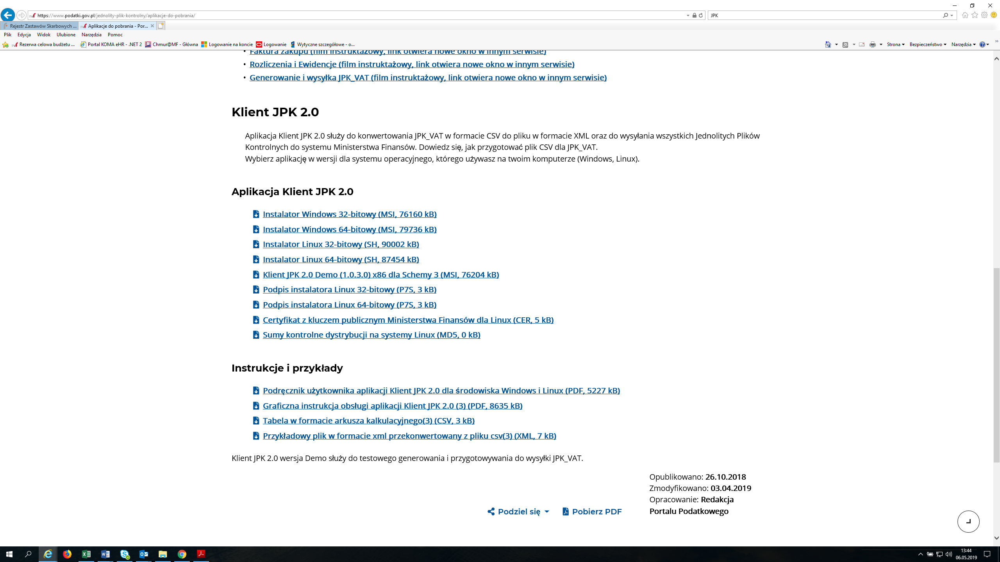 https://www.podatki.gov.pl/jednolity-plik-kontrolny/aplikacje-do-pobrania/
JPK
Rejestr Zastawów Skarbowych ...
Aplikacje do pobrania - Por...
Plik Edycja Widok Ulubione Narzędzia Pomoc
Rezerwa celowa budżetu ... Portal KOMA eHR - .NET 2 Chmur@MF - Główna Logowanie na koncie Logowanie Wytyczne szczegółowe - o...
Strona Bezpieczeństwo Narzędzia
• Faktura zakupu (film instruktażowy, link otwiera nowe okno w innym serwisie)
• Rozliczenia i Ewidencje (film instruktażowy, link otwiera nowe okno w innym serwisie)
• Generowanie i wysyłka JPK_VAT (film instruktażowy, link otwiera nowe okno w innym serwisie)
Klient JPK 2.0
Aplikacja Klient JPK 2.0 służy do konwertowania JPK_VAT w formacie CSV do pliku w formacie XML oraz do wysyłania wszystkich Jednolitych Plików
Kontrolnych do systemu Ministerstwa Finansów. Dowiedz się, jak przygotować plik CSV dla JPK_VAT.
Wybierz aplikację w wersji dla systemu operacyjnego, którego używasz na twoim komputerze (Windows, Linux).
Aplikacja Klient JPK 2.0
Instalator Windows 32-bitowy (MSI, 76160 kB)
Instalator Windows 64-bitowy (MSI, 79736 kB)
Instalator Linux 32-bitowy (SH, 90002 kB)
Instalator Linux 64-bitowy (SH, 87454 kB)
Klient JPK 2.0 Demo (1.0.3.0) x86 dla Schemy 3 (MSI, 76204 kB)
Podpis instalatora Linux 32-bitowy (P7S, 3 kB)
Podpis instalatora Linux 64-bitowy (P7S, 3 kB)
Certyfikat z kluczem publicznym Ministerstwa Finansów dla Linux (CER, 5 kB)
Sumy kontrolne dystrybucji na systemy Linux (MD5, 0 kB)
Instrukcje i przykłady
Podręcznik użytkownika aplikacji Klient JPK 2.0 dla środowiska Windows i Linux (PDF, 5227 kB)
Graficzna instrukcja obsługi aplikacji Klient JPK 2.0 (3) (PDF, 8635 kB)
Tabela w formacie arkusza kalkulacyjnego(3) (CSV, 3 kB)
Przykładowy plik w formacie xml przekonwertowany z pliku csv(3) (XML, 7 kB)
Klient JPK 2.0 wersja Demo służy do testowego generowania i przygotowywania do wysyłki JPK_VAT.
Opublikowano: 26.10.2018
Zmodyfikowano: 03.04.2019
Opracowanie: Redakcja
Portalu Podatkowego
Podziel się
Pobierz PDF
13:44
06.05.2019